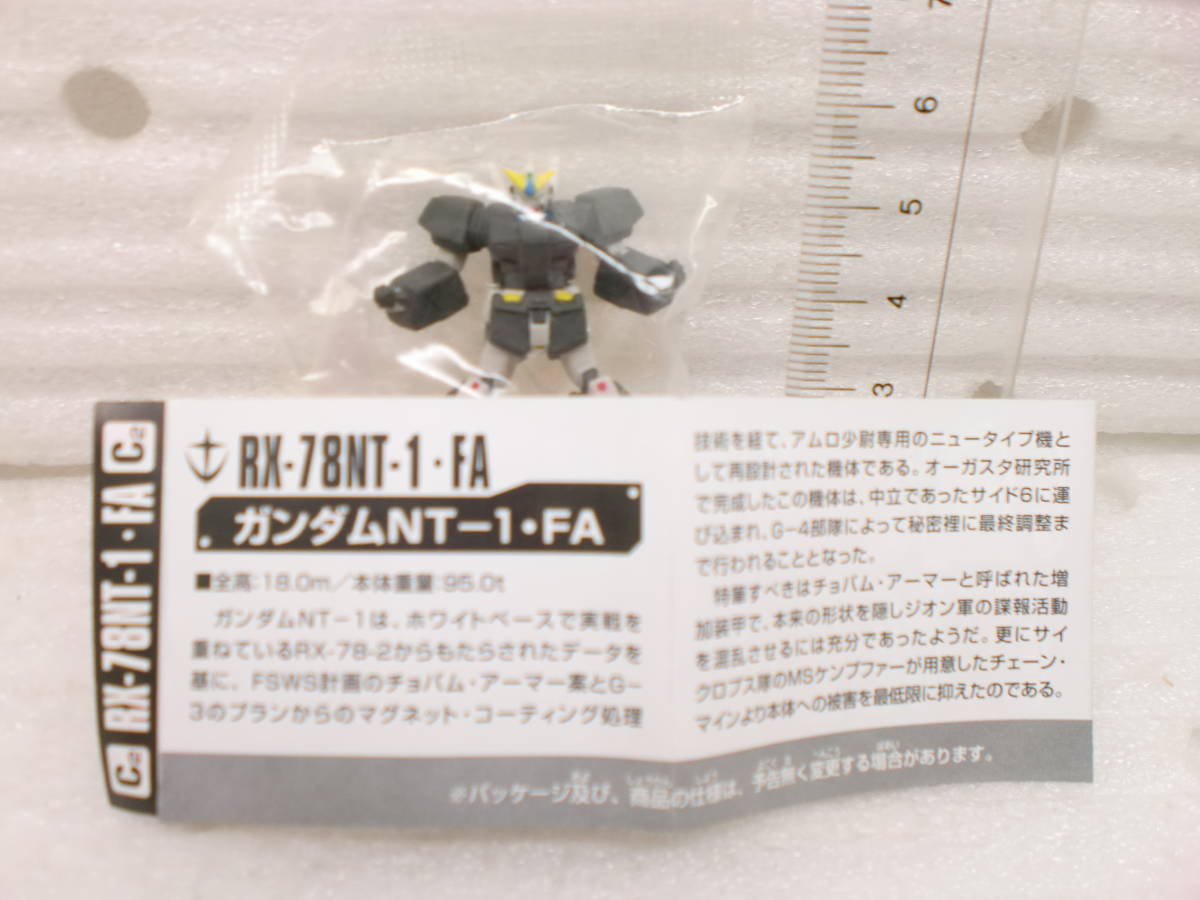 7
6
5
4
3
C2
RX-78NT-1・FA
C2
RX-78NT-1・FA
ガンダムNT-1・FA
■全高:18.0m/本体重量:95.0t
ガンダムNT-1は、ホワイトベースで実戦を
重ねているRX-78-2からもたらされたデータを
基に、FSWS計画のチョバム・アーマー案とG-
3のプランからのマグネット・コーティング処理
技術を経て、アムロ少尉専用のニュータイプ機と
して再設計された機体である。オーガスタ研究所
で完成したこの機体は、中立であったサイド6に運
び込まれ、G-4部隊によって秘密裡に最終調整ま
で行われることとなった。
特筆すべきはチョバム・アーマーと呼ばれた増
加装甲で、本来の形状を隠しジオン軍の諜報活動
を混乱させるには充分であったようだ。更にサイ
クロプス隊のMSケンプファーが用意したチェーン・
マインより本体への被害を最低限に抑えたのである。
※パッケージ及び、商品の仕様は、予告無く変更する場合があります。